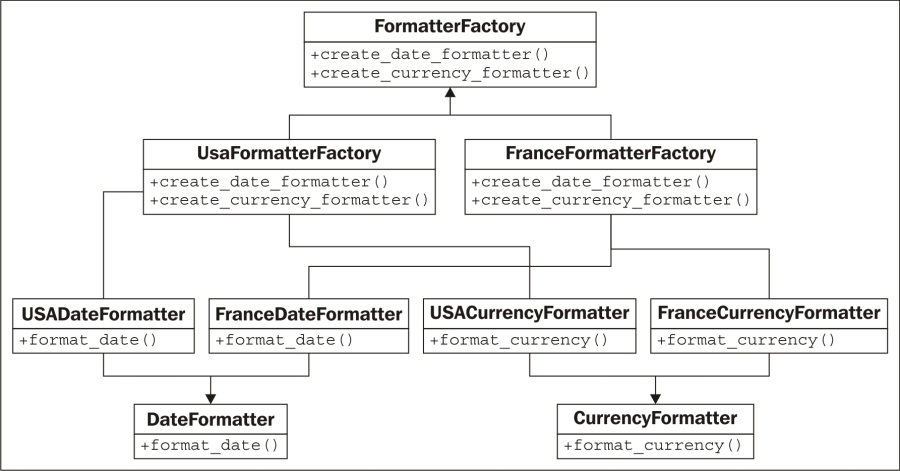 FormatterFactory
+create_date_formatter()
+create_currency_formatter()
UsaFormatterFactory
+create_date_formatter()
+create_currency_formatter()
FranceFormatterFactory
+create_date_formatter()
+create_currency_formatter()
USADateFormatter
+format_date()
FranceDateFormatter
+format_date()
USACurrencyFormatter
+format_currency()
FranceCurrencyFormatter
+format_currency()
DateFormatter
+format_date()
CurrencyFormatter
+format_currency()